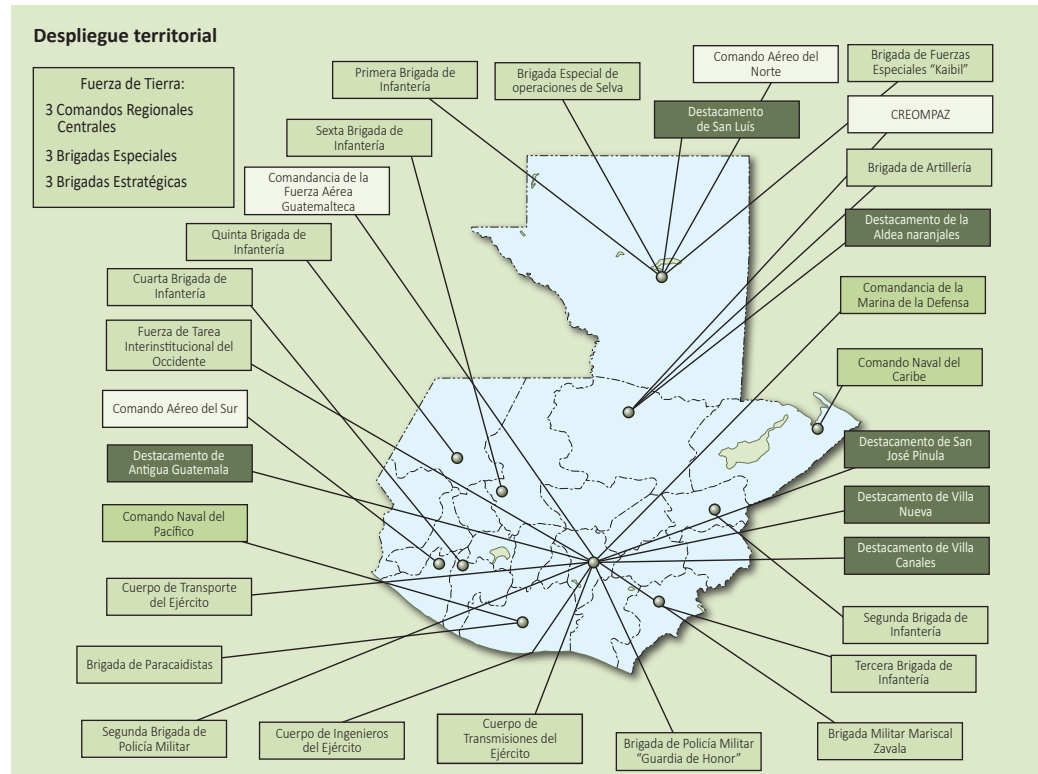 Despliegue territorial
Fuerza de Tierra:
3 Comandos Regionales
Centrales
3 Brigadas Especiales
3 Brigadas Estratégicas
Primera Brigada de
Infantería
Brigada Especial de
operaciones de Selva
Comando Aéreo del
Norte
Brigada de Fuerzas
Especiales "Kaibil"
Destacamento
de San Luís
CREOMPAZ
Sexta Brigada de
Infantería
Brigada de Artillería
Comandancia de la
Fuerza Aérea
Guatemalteca
Destacamento de la
Aldea naranjales
Quinta Brigada de
Infantería
Cuarta Brigada de
Infantería
Comandancia de la
Marina de la Defensa
Fuerza de Tarea
Interinstitucional del
Occidente
Comando Naval del
Caribe
Comando Aéreo del Sur
Destacamento de
Antigua Guatemala
Destacamento de San
José Pinula
Destacamento de Villa
Nueva
Comando Naval del
Pacífico
Destacamento de Villa
Canales
Cuerpo de Transporte
del Ejército
Segunda Brigada de
Infantería
Brigada de Paracaidistas
Tercera Brigada de
Infantería
Segunda Brigada de
Policía Militar
Cuerpo de Ingenieros
del Ejército
Cuerpo de
Transmisiones del
Ejército
Brigada de Policía Militar
"Guardia de Honor"
Brigada Militar Mariscal
Zavala